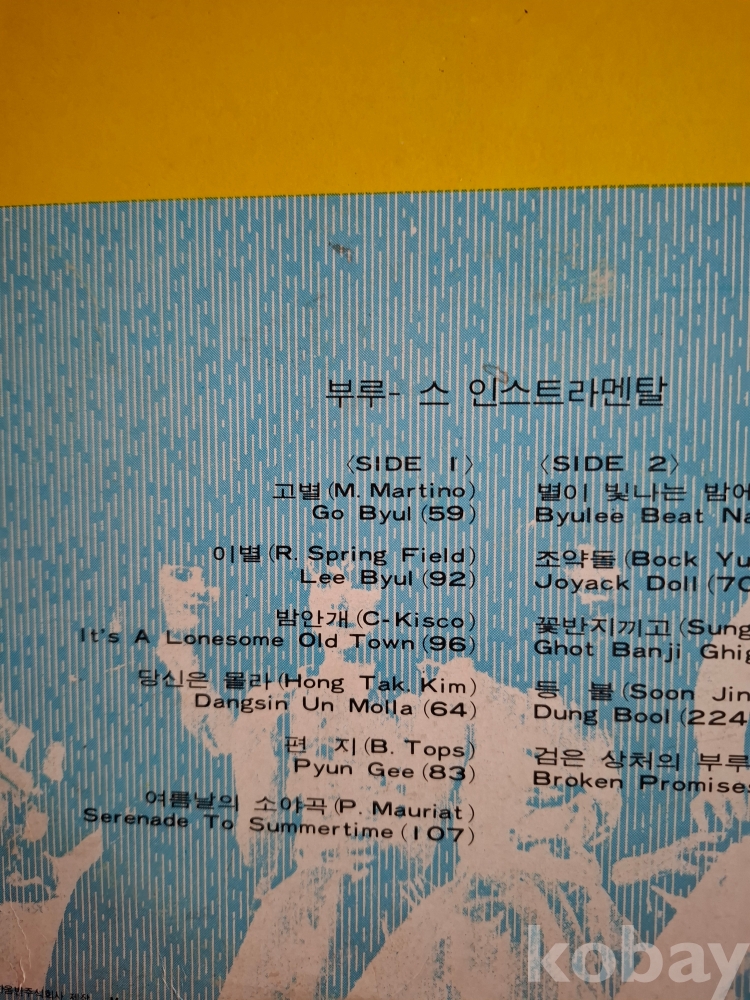 부루- 스 인스트라멘탈
〈SIDE 1〉
고별 (M. Martino)
Go Byul (59)
이별 (R. Spring Field)
Lee Byul (92)
밤안개 (C-Kisco)
It's A Lonesome Old Town (96)
당신은 몰라 (Hong Tak. Kim)
Dangsin Un Molla (64)
편 지 (B. Tops)
Pyun Gee (83)
여름날의 소야곡 (P. Mauriat)
Serenade To Summertime (107)
〈SIDE 2〉
별이 빛나는 밤에
Byulee Beat Na
조약돌 (Bock Yu
Joyack Doll (70
꽃반지끼고 (Sung
Ghot Banji Ghig
등 불 (Soon Jin
Dung Bool (224
검은 상처의 부루
Broken Promises
kobay